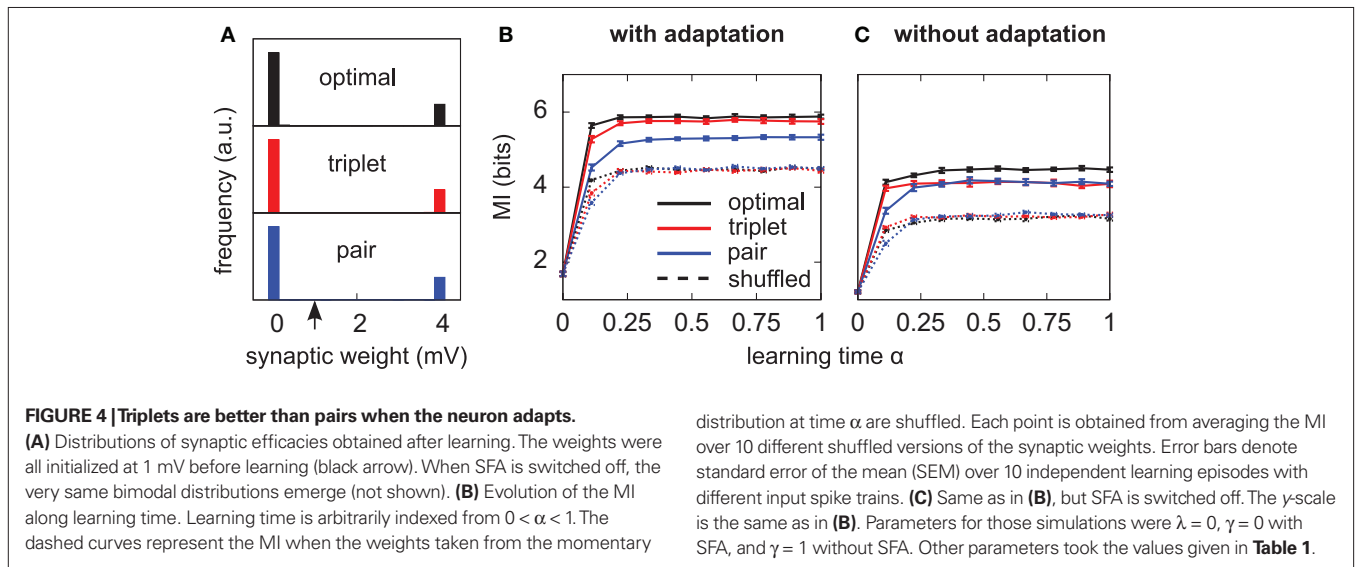 A
frequency (a.u.)
optimal
triplet
pair
0 2 4
synaptic weight (mV)
B
with adaptation
MI (bits)
6
4
2
optimal
triplet
pair
shuffled
0 0.25 0.5 0.75 1
C
without adaptation
0 0.25 0.5 0.75 1
learning time α
FIGURE 4 | Triplets are better than pairs when the neuron adapts.
(A) Distributions of synaptic efficacies obtained after learning. The weights were
all initialized at 1 mV before learning (black arrow). When SFA is switched off, the
very same bimodal distributions emerge (not shown). (B) Evolution of the MI
along learning time. Learning time is arbitrarily indexed from 0 < α < 1. The
dashed curves represent the MI when the weights taken from the momentary
distribution at time α are shuffled. Each point is obtained from averaging the MI
over 10 different shuffled versions of the synaptic weights. Error bars denote
standard error of the mean (SEM) over 10 independent learning episodes with
different input spike trains. (C) Same as in (B), but SFA is switched off. The y-scale
is the same as in (B). Parameters for those simulations were λ = 0, γ = 0 with
SFA, and γ = 1 without SFA. Other parameters took the values given in Table 1.